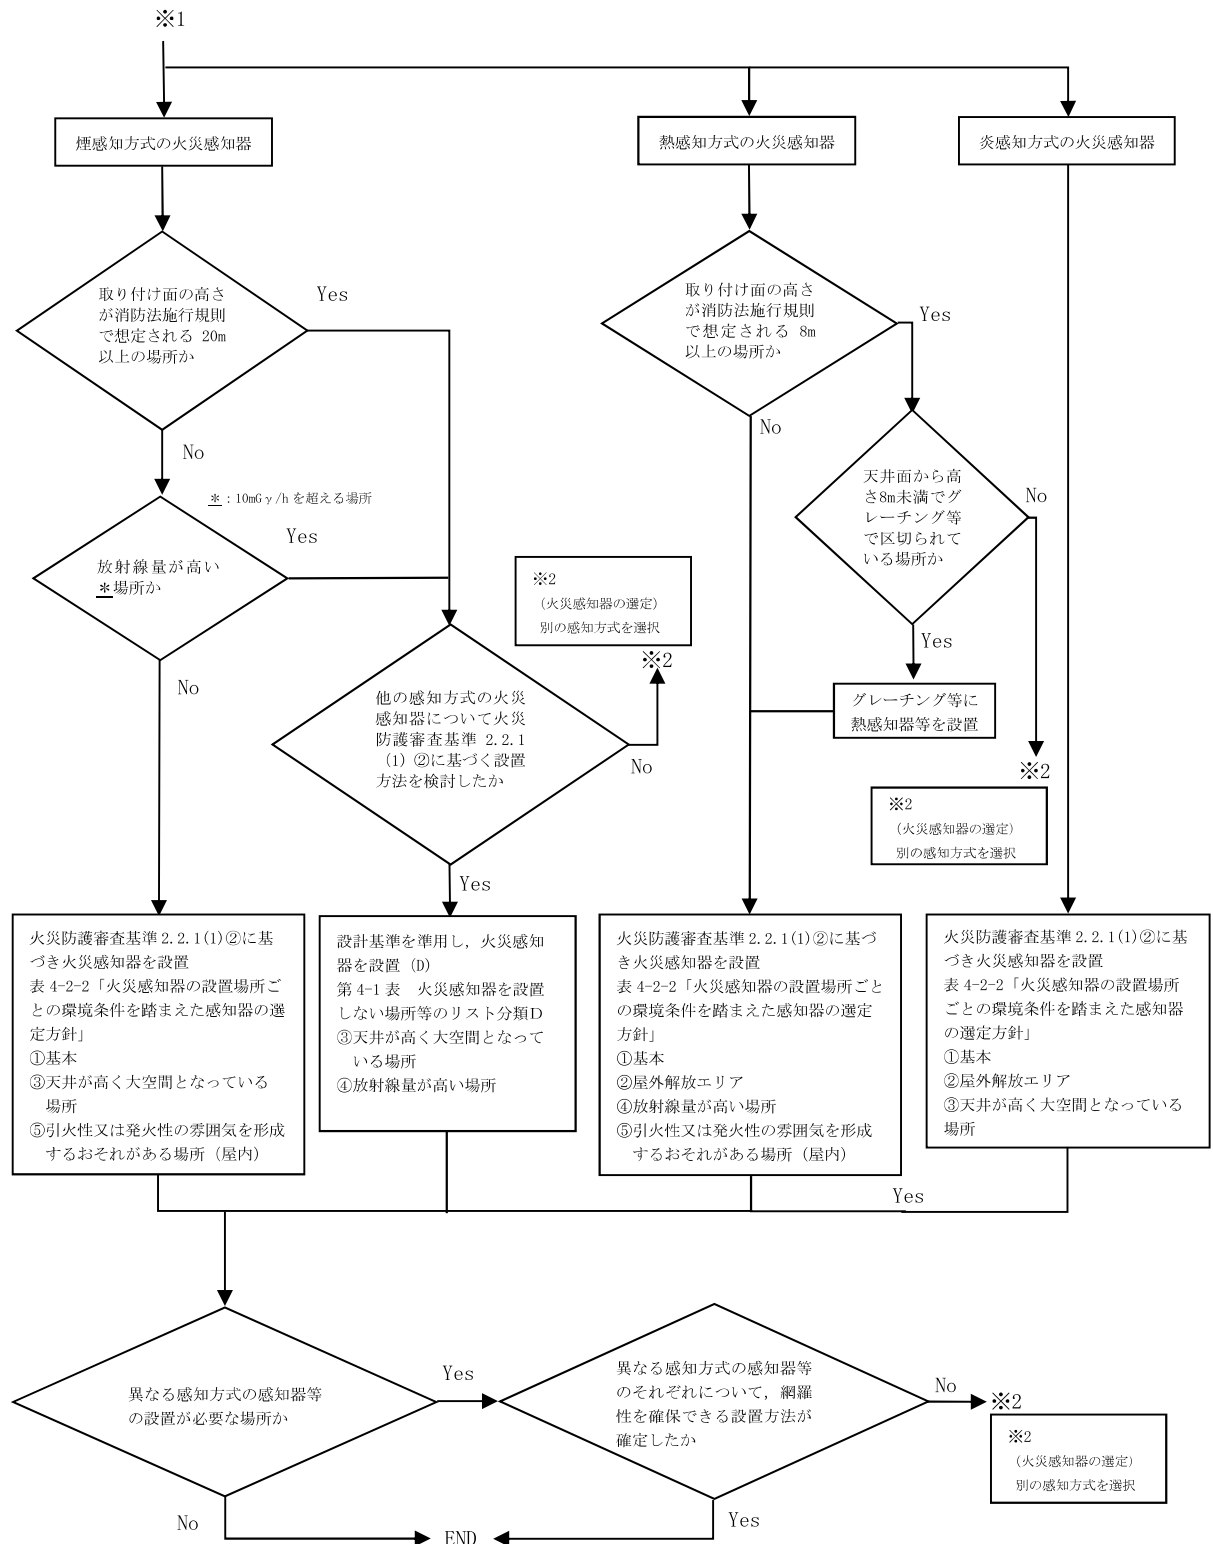 ※1
煙感知方式の火災感知器
熱感知方式の火災感知器
炎感知方式の火災感知器
取り付け面の高さ
が消防法施行規則
で想定される 20m
以上の場所か
Yes
No
取り付け面の高さ
が消防法施行規則
で想定される 8m
以上の場所か
Yes
No
＊：10mGγ/h を超える場所
放射線量が高い
＊場所か
Yes
No
天井面から高
さ8m未満でグ
レーチング等
で区切られて
いる場所か
No
Yes
※2
（火災感知器の選定）
別の感知方式を選択
※2
他の感知方式の火災
感知器について火災
防護審査基準 2.2.1
（1）②に基づく設置
方法を検討したか
No
Yes
グレーチング等に
熱感知器等を設置
※2
※2
（火災感知器の選定）
別の感知方式を選択
火災防護審査基準 2.2.1(1)②に基
づき火災感知器を設置
表 4-2-2「火災感知器の設置場所ご
との環境条件を踏まえた感知器の選
定方針」
①基本
③天井が高く大空間となっている
場所
⑤引火性又は発火性の雰囲気を形成
するおそれがある場所（屋内）
設計基準を準用し，火災感知
器を設置（D）
第 4-1 表　火災感知器を設置
しない場所等のリスト分類D
③天井が高く大空間となって
いる場所
④放射線量が高い場所
火災防護審査基準 2.2.1(1)②に基づ
き火災感知器を設置
表 4-2-2「火災感知器の設置場所ごと
の環境条件を踏まえた感知器の選定
方針」
①基本
②屋外解放エリア
④放射線量が高い場所
⑤引火性又は発火性の雰囲気を形成
するおそれがある場所（屋内）
火災防護審査基準 2.2.1(1)②に基
づき火災感知器を設置
表 4-2-2「火災感知器の設置場所
ごとの環境条件を踏まえた感知器
の選定方針」
①基本
②屋外解放エリア
③天井が高く大空間となっている
場所
Yes
異なる感知方式の感知器等
の設置が必要な場所か
Yes
No
異なる感知方式の感知器等
のそれぞれについて，網羅
性を確保できる設置方法が
確定したか
No
※2
※2
（火災感知器の選定）
別の感知方式を選択
Yes
END